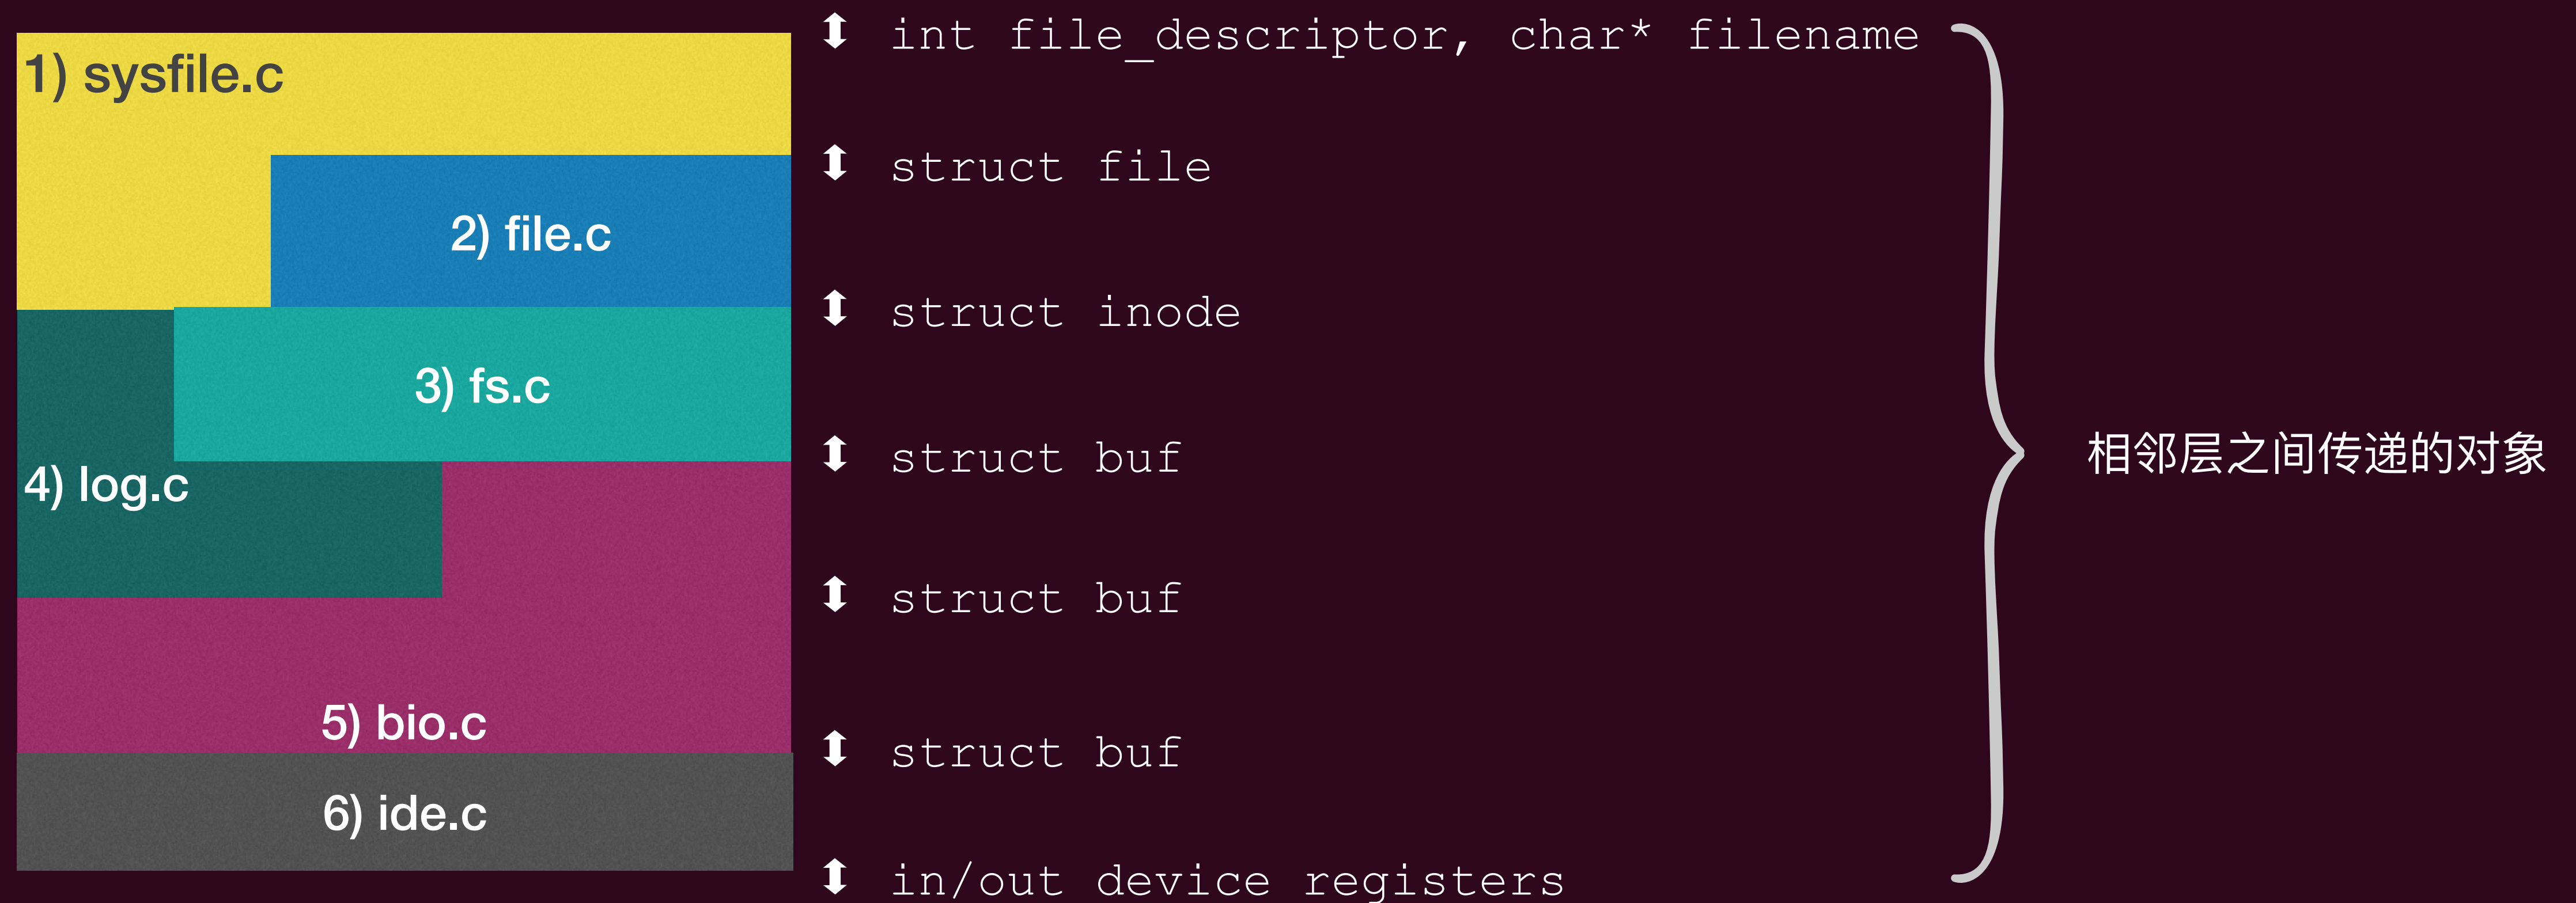 int file_descriptor, char* filename
1) sysfile.c
struct file
2) file.c
struct inode
3) fs.c
相邻层之间传递的对象
struct buf
4) log.c
struct buf
5) bio.c
struct buf
6) ide.c
in/out device registers